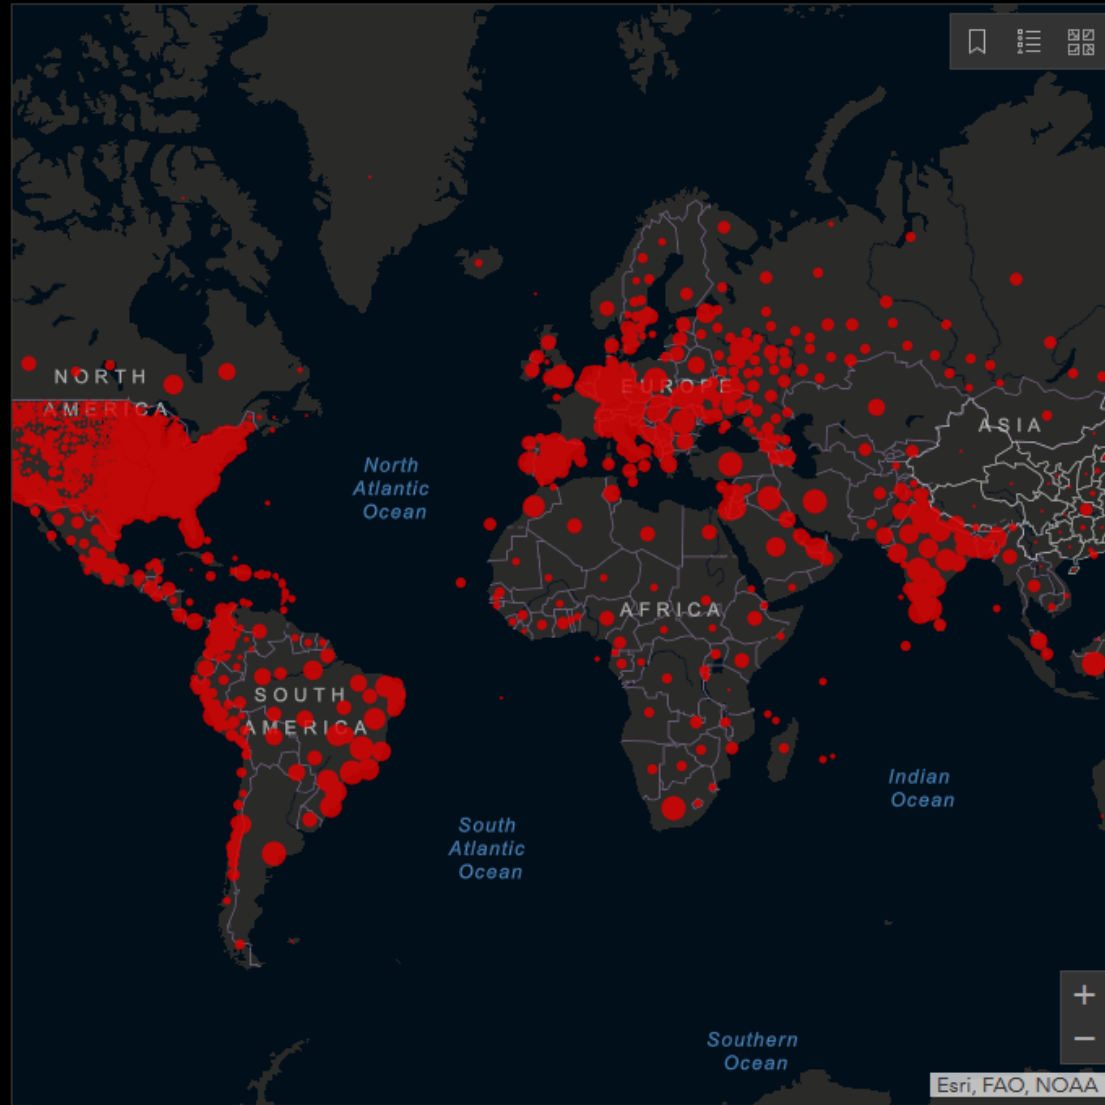 NORTH
AMERICA
EUROPE
ASIA
North
Atlantic
Ocean
AFRICA
SOUTH
AMERICA
Indian
Ocean
South
Atlantic
Ocean
Southern
Ocean
+
−
Esri, FAO, NOAA